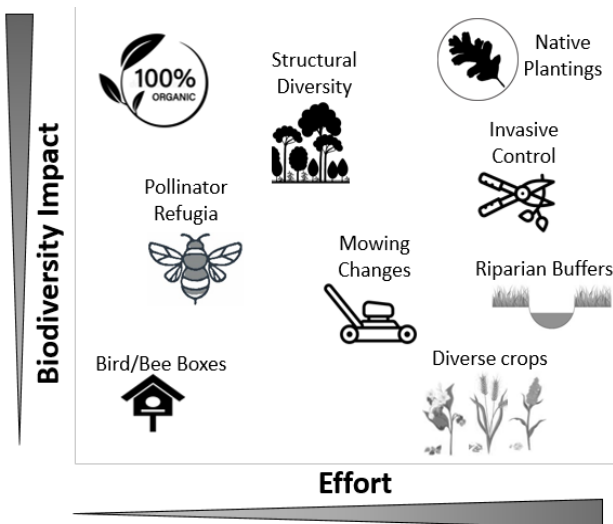 100%
ORGANIC
Structural
Diversity
Native
Plantings
Invasive
Control
Pollinator
Refugia
Mowing
Changes
Riparian Buffers
Bird/Bee Boxes
Diverse crops
Biodiversity Impact
Effort